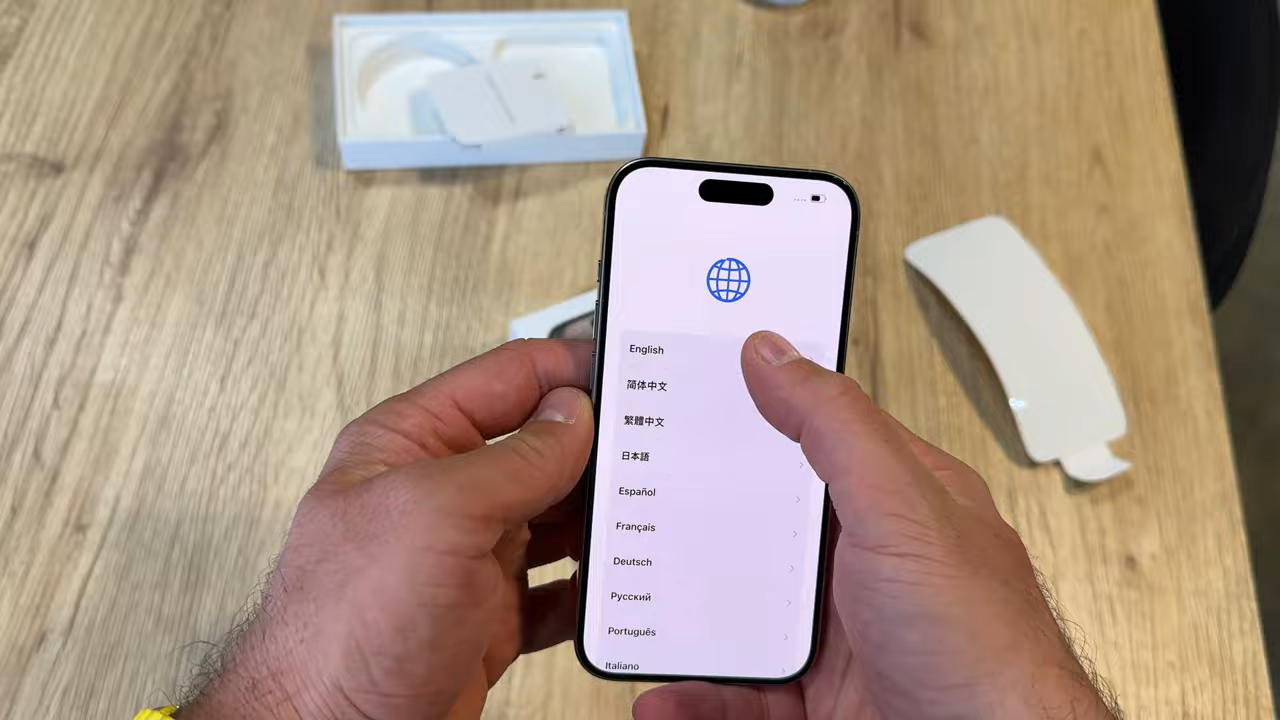 English
简体中文
繁體中文
日本語
Español
Français
Deutsch
Русский
Português
Italiano